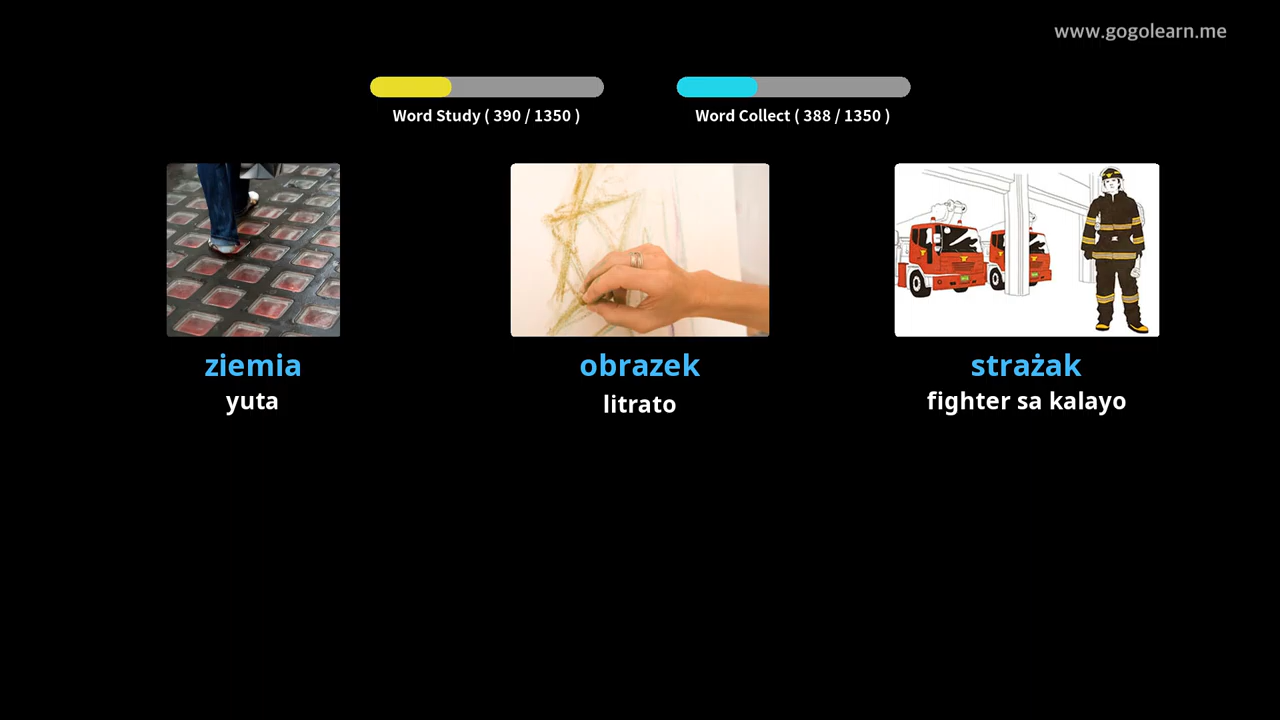 www.gogolearn.me
Word Study ( 390 / 1350 )
Word Collect ( 388 / 1350 )
ziemia
yuta
obrazek
litrato
strażak
fighter sa kalayo